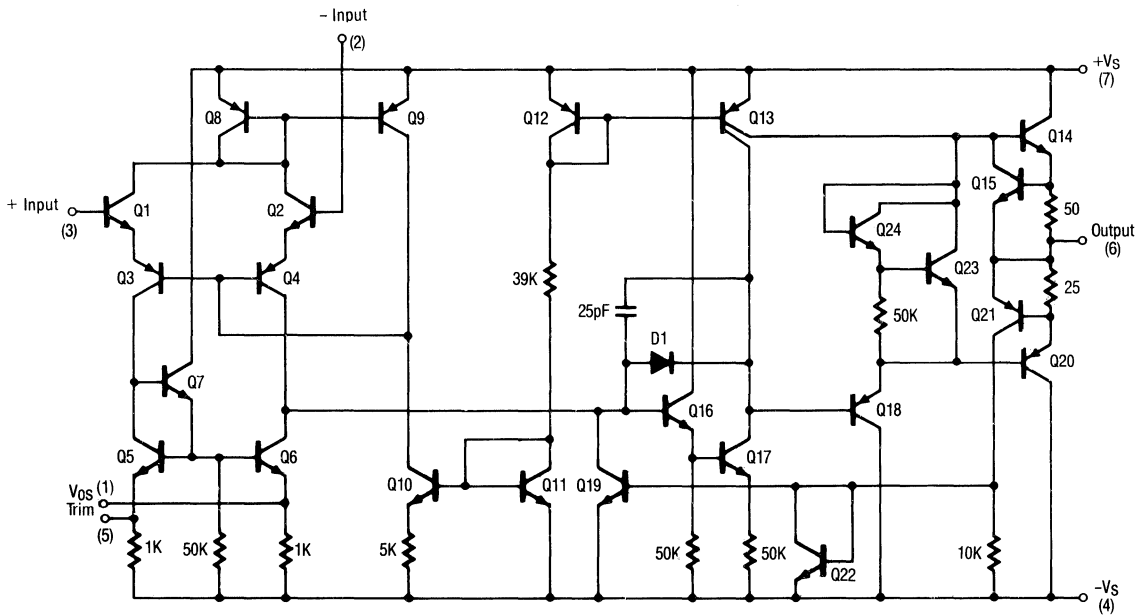 − Input
(2)
+VS
(7)
Q8
Q9
Q12
Q13
Q14
Q15
+ Input
(3)
Q1
Q2
50
Output
(6)
Q24
Q3
Q4
39K
Q23
25
25pF
50K
Q21
D1
Q20
Q7
Q16
Q18
Q5
Q6
Q17
VOS (1)
Trim
(5)
Q10
Q11
Q19
1K
50K
1K
5K
50K
50K
Q22
10K
−VS
(4)